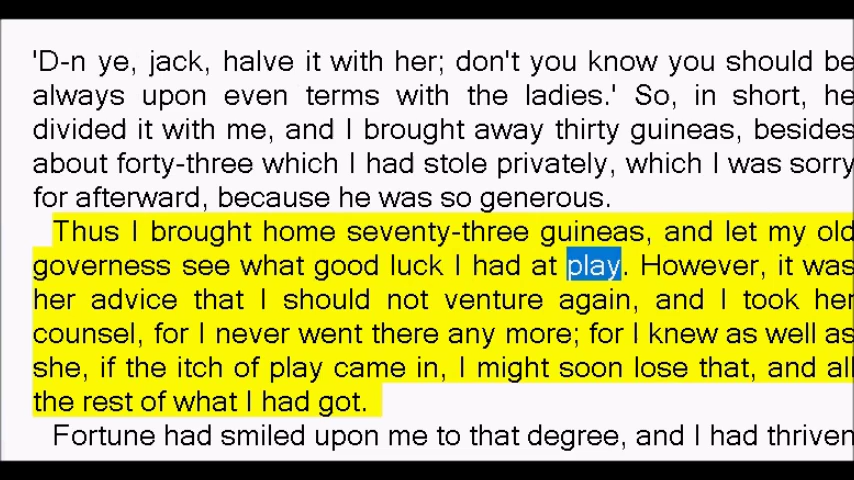 'D-n ye, jack, halve it with her; don't you know you should be
always upon even terms with the ladies.' So, in short, he
divided it with me, and I brought away thirty guineas, besides
about forty-three which I had stole privately, which I was sorry
for afterward, because he was so generous.
Thus I brought home seventy-three guineas, and let my old
governess see what good luck I had at play. However, it was
her advice that I should not venture again, and I took her
counsel, for I never went there any more; for I knew as well as
she, if the itch of play came in, I might soon lose that, and all
the rest of what I had got.
Fortune had smiled upon me to that degree, and I had thriven